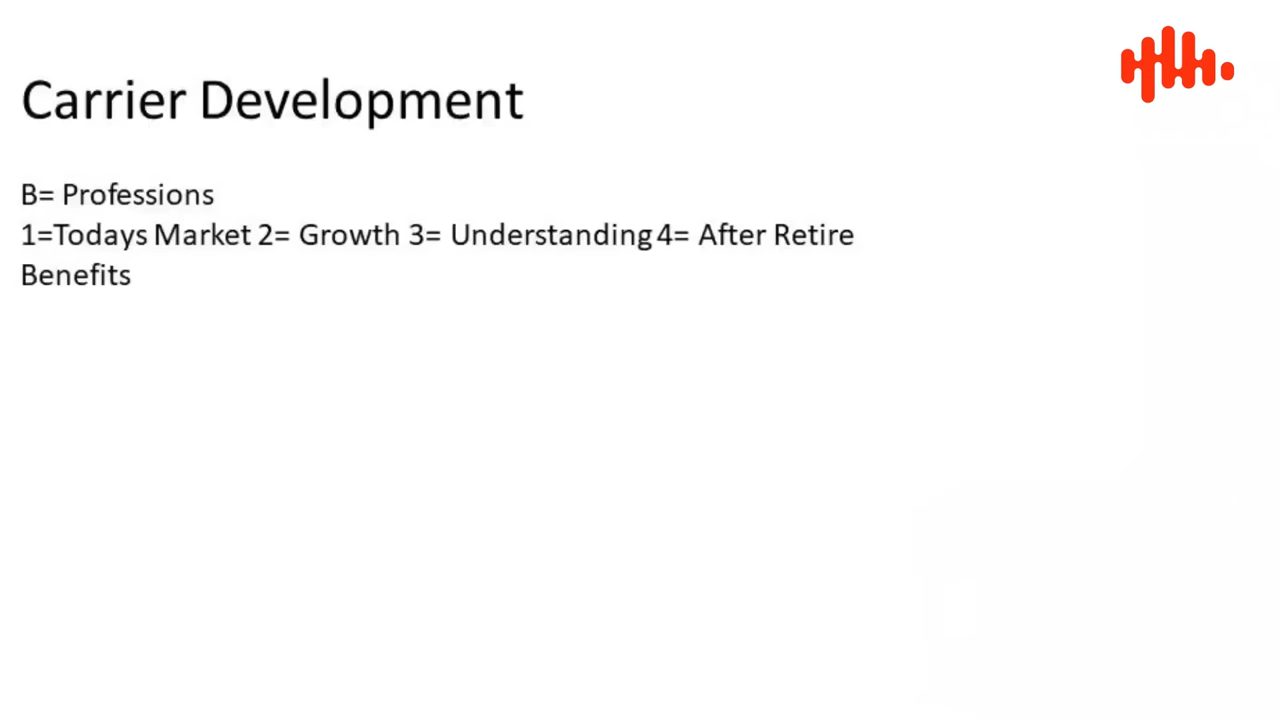 Carrier Development
B= Professions
1=Todays Market 2= Growth 3= Understanding 4= After Retire
Benefits